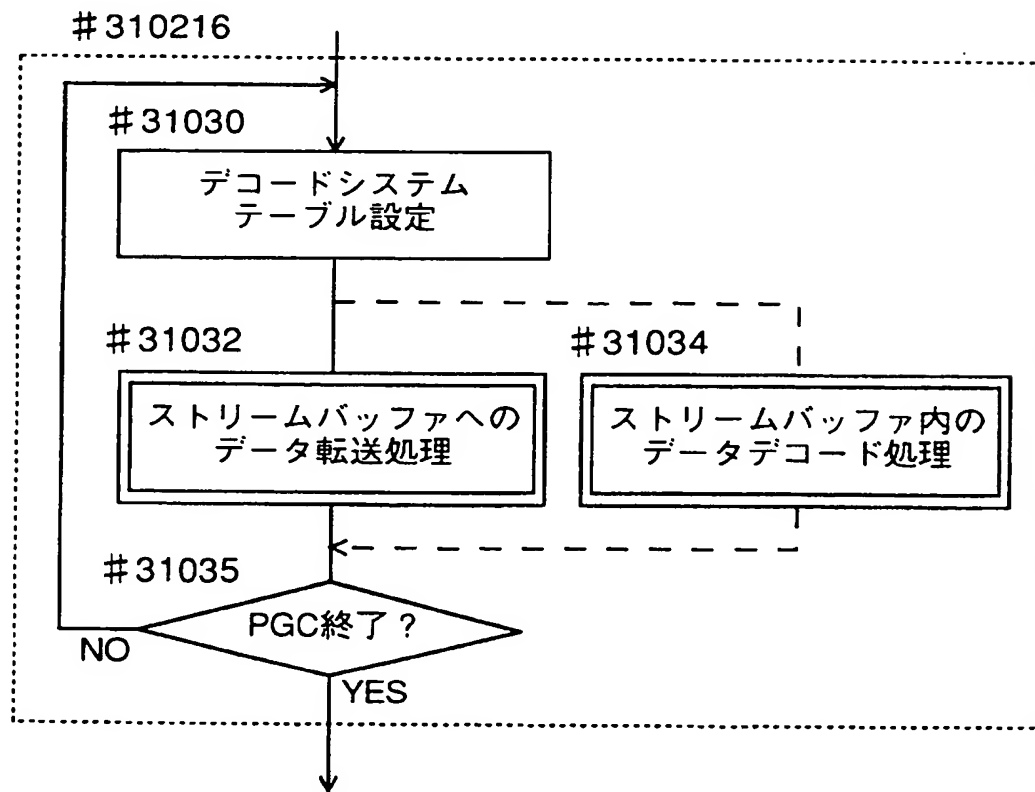 #310216
#31030
デコードシステム
テーブル設定
#31032
#31034
ストリームバッファへの
データ転送処理
ストリームバッファ内の
データデコード処理
#31035
PGC終了?
NO
YES